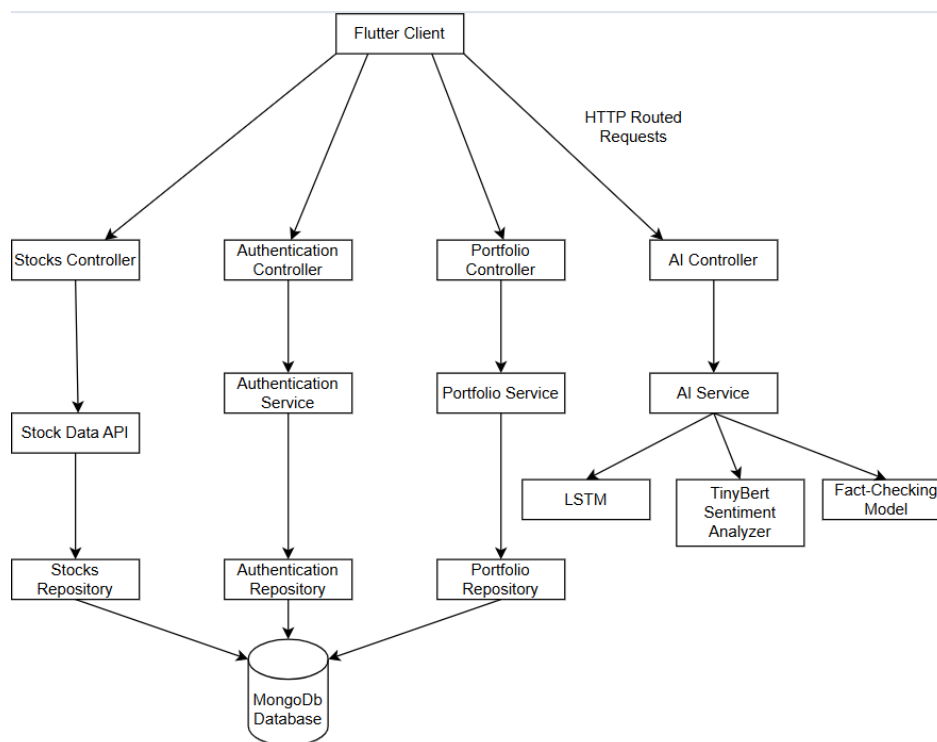 Flutter Client
HTTP Routed
Requests
Stocks Controller
Authentication
Controller
Portfolio
Controller
AI Controller
Authentication
Service
Portfolio Service
AI Service
Stock Data API
LSTM
TinyBert
Sentiment
Analyzer
Fact-Checking
Model
Stocks
Repository
Authentication
Repository
Portfolio
Repository
MongoDb
Database